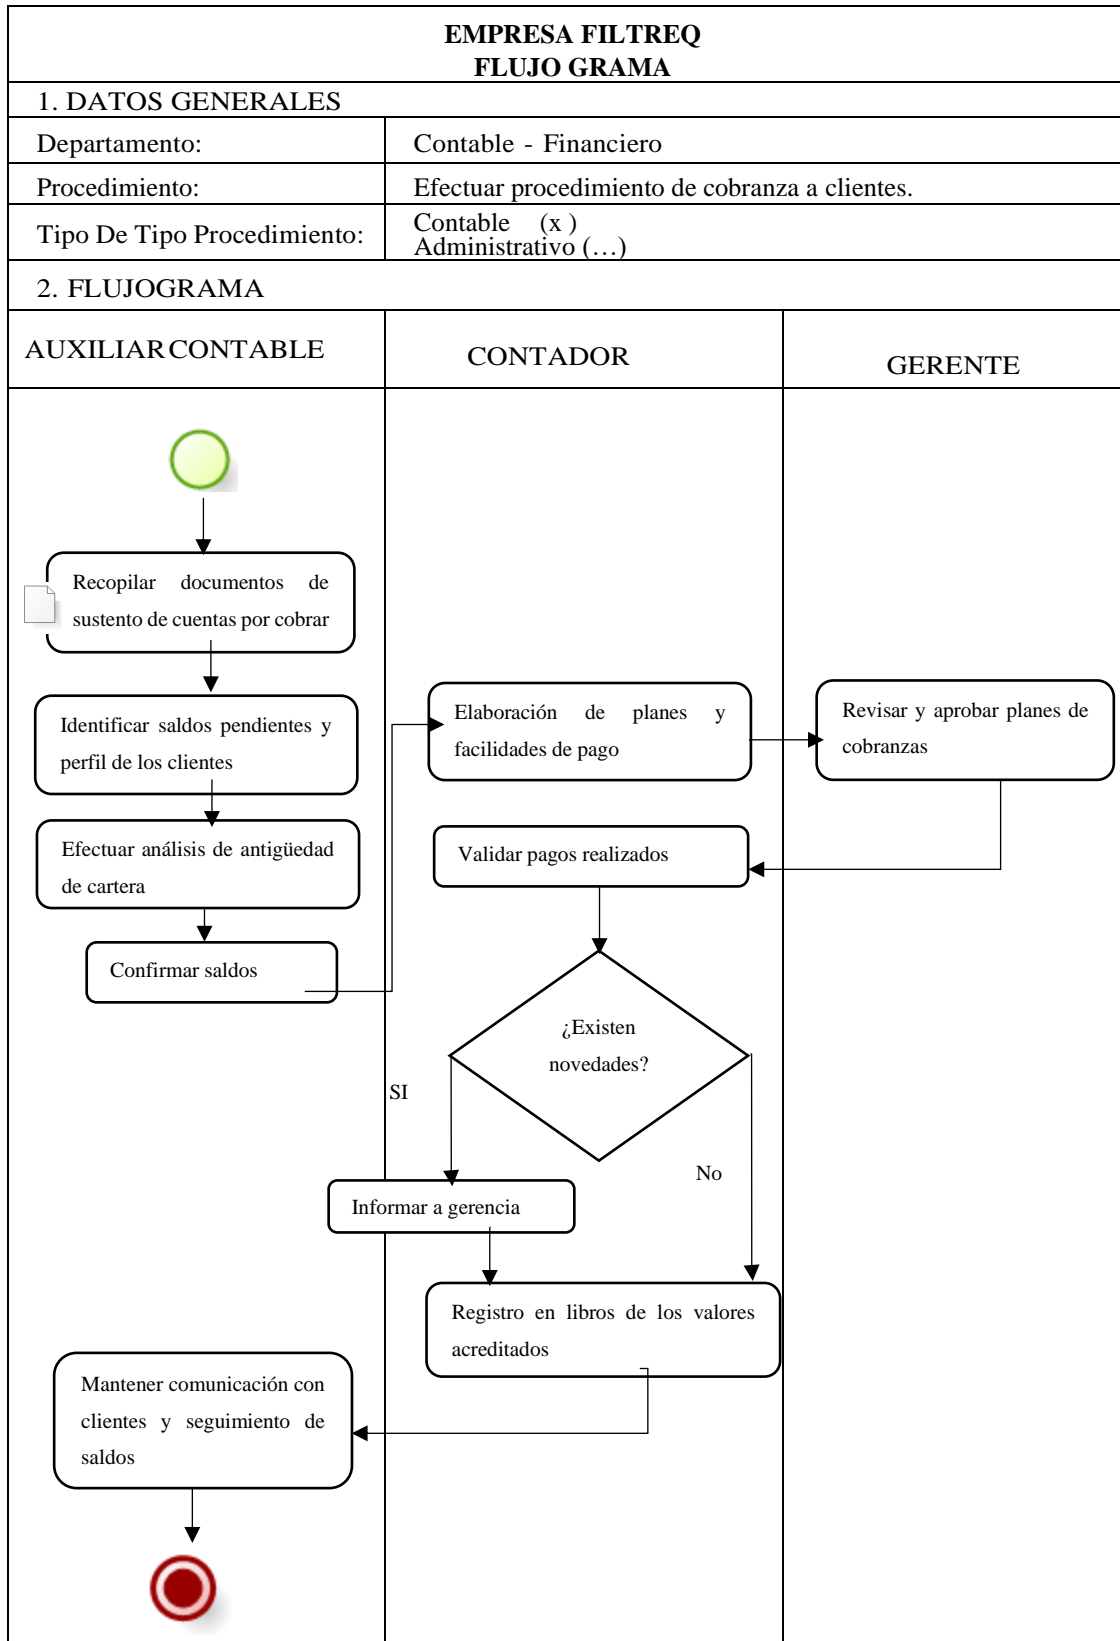 EMPRESA FILTREQ
FLUJO GRAMA
1. DATOS GENERALES
Departamento:
Contable - Financiero
Procedimiento:
Efectuar procedimiento de cobranza a clientes.
Tipo De Tipo Procedimiento:
Contable (x )
Administrativo (…)
2. FLUJOGRAMA
AUXILIAR CONTABLE
CONTADOR
GERENTE
Recopilar documentos de
sustento de cuentas por cobrar
Identificar saldos pendientes y
perfil de los clientes
Efectuar análisis de antigüedad
de cartera
Confirmar saldos
Elaboración de planes y
facilidades de pago
Revisar y aprobar planes de
cobranzas
Validar pagos realizados
¿Existen
novedades?
SI
No
Informar a gerencia
Registro en libros de los valores
acreditados
Mantener comunicación con
clientes y seguimiento de
saldos